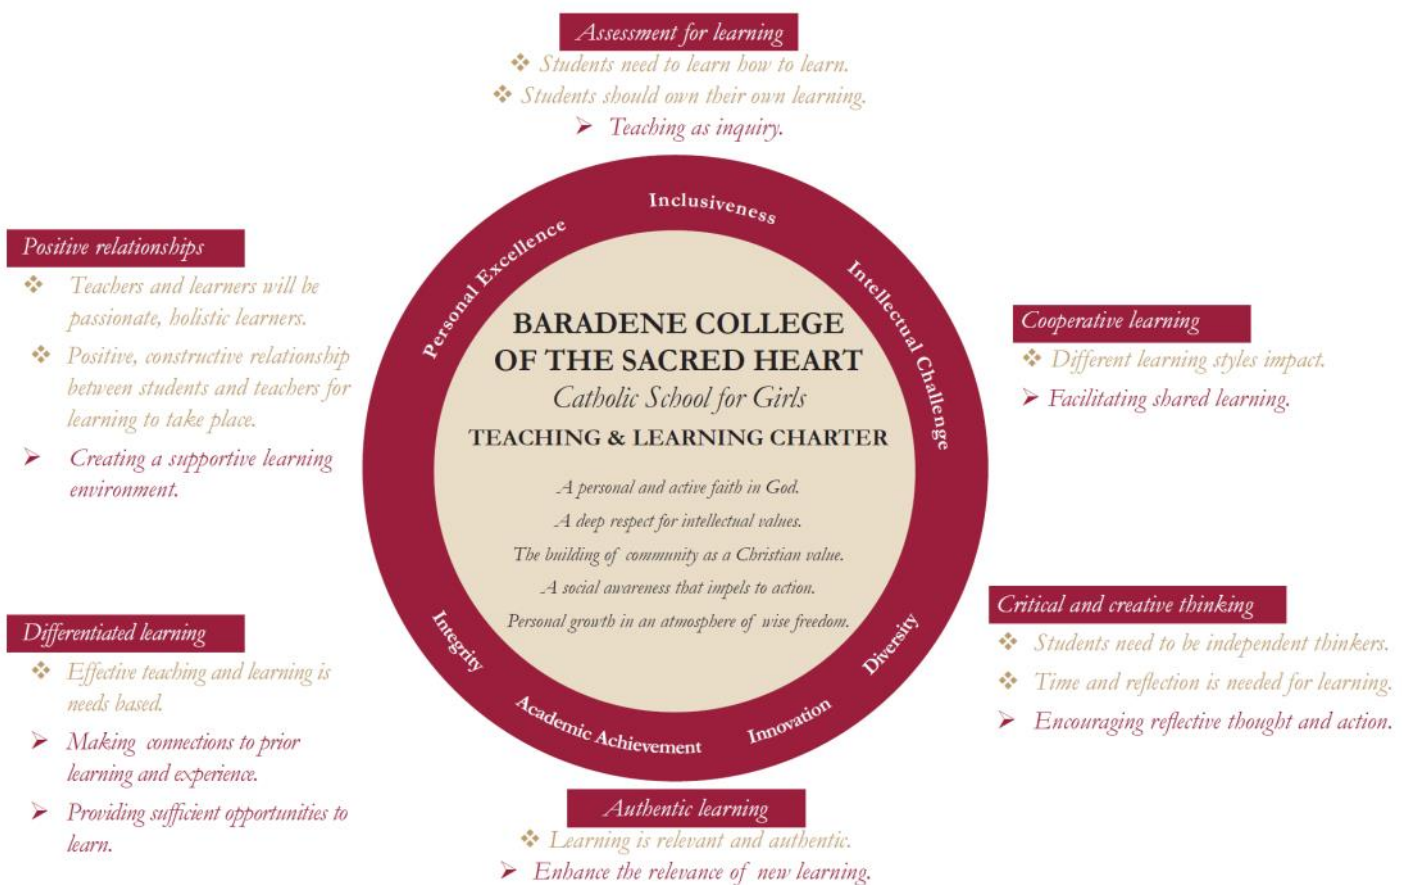 Assessment for learning
❖ Students need to learn how to learn.
❖ Students should own their own learning.
➢ Teaching as inquiry.
Positive relationships
❖ Teachers and learners will be
passionate, holistic learners.
❖ Positive, constructive relationship
between students and teachers for
learning to take place.
➢ Creating a supportive learning
environment.
Differentiated learning
❖ Effective teaching and learning is
needs based.
➢ Making connections to prior
learning and experience.
➢ Providing sufficient opportunities to
learn.
Personal Excellence
Inclusiveness
Intellectual Challenge
BARADENE COLLEGE
OF THE SACRED HEART
Catholic School for Girls
TEACHING & LEARNING CHARTER
A personal and active faith in God.
A deep respect for intellectual values.
The building of community as a Christian value.
A social awareness that impels to action.
Personal growth in an atmosphere of wise freedom.
Integrity
Academic Achievement
Innovation
Diversity
Cooperative learning
❖ Different learning styles impact.
➢ Facilitating shared learning.
Critical and creative thinking
❖ Students need to be independent thinkers.
❖ Time and reflection is needed for learning.
➢ Encouraging reflective thought and action.
Authentic learning
❖ Learning is relevant and authentic.
➢ Enhance the relevance of new learning.